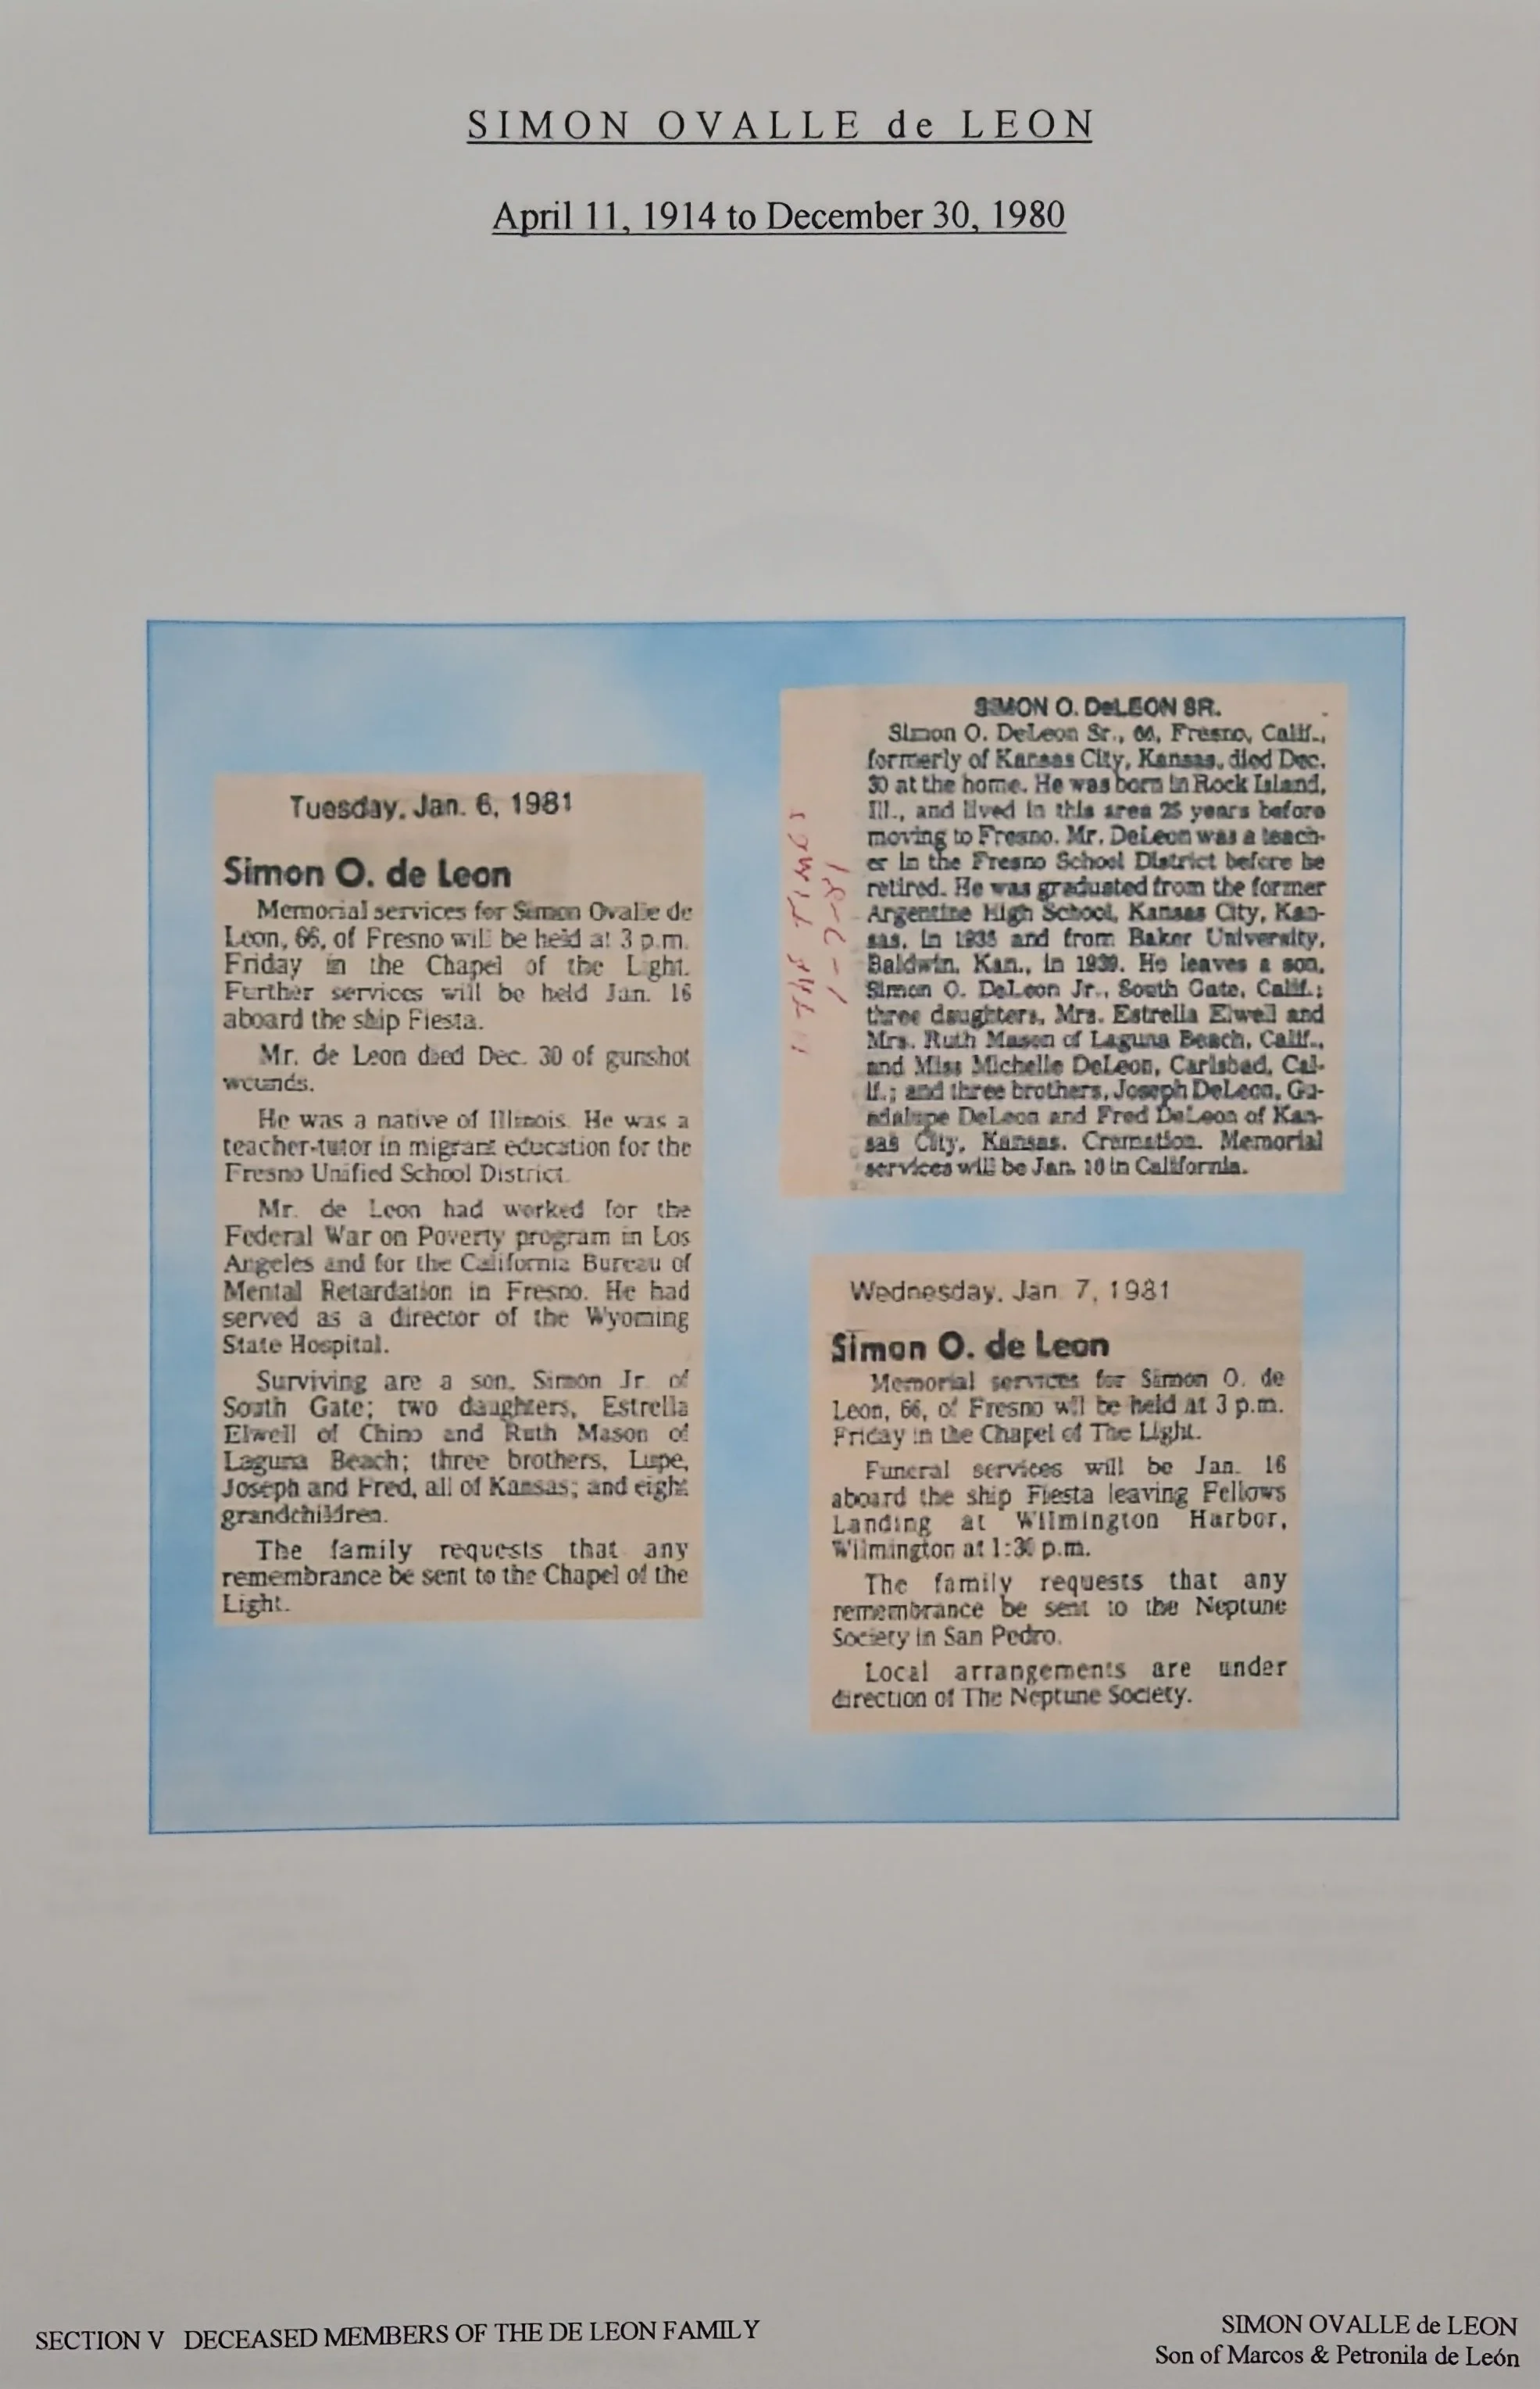 SIMON OVALLE de LEON
April 11, 1914 to December 30, 1980
Tuesday, Jan. 6, 1981
Simon O. de Leon
Memorial services for Simon Ovalle de
Leon, 66, of Fresno will be held at 3 p.m.
Friday in the Chapel of the Light.
Further services will be held Jan. 16
aboard the ship Fiesta.
Mr. de Leon died Dec. 30 of gunshot
wounds.
He was a native of Illinois. He was a
teacher-tutor in migrant education for the
Fresno Unified School District.
Mr. de Leon had worked for the
Federal War on Poverty program in Los
Angeles and for the California Bureau of
Mental Retardation in Fresno. He had
served as a director of the Wyoming
State Hospital.
Surviving are a son, Simon Jr. of
South Gate; two daughters, Estrella
Elwell of Chino and Ruth Mason of
Laguna Beach; three brothers, Lupe,
Joseph and Fred, all of Kansas; and eight
grandchildren.
The family requests that any
remembrance be sent to the Chapel of the
Light.
THE TIMES
1-7-81
SIMON O. DeLEON SR.
Simon O. DeLeon Sr., 66, Fresno, Calif.,
formerly of Kansas City, Kansas, died Dec.
30 at the home. He was born in Rock Island,
Ill., and lived in this area 25 years before
moving to Fresno. Mr. DeLeon was a teach-
er in the Fresno School District before he
retired. He was graduated from the former
Argentine High School, Kansas City, Kan-
sas, in 1935 and from Baker University,
Baldwin, Kan., in 1939. He leaves a son,
Simon O. DeLeon Jr., South Gate, Calif.;
three daughters, Mrs. Estrella Elwell and
Mrs. Ruth Mason of Laguna Beach, Calif.,
and Miss Michelle DeLeon, Carlsbad, Cal-
if.; and three brothers, Joseph DeLeon, Gu-
adalupe DeLeon and Fred DeLeon of Kan-
sas City, Kansas. Cremation. Memorial
services will be Jan. 10 in California.
Wednesday, Jan. 7, 1981
Simon O. de Leon
Memorial services for Simon O. de
Leon, 66, of Fresno will be held at 3 p.m.
Friday in the Chapel of The Light.
Funeral services will be Jan. 16
aboard the ship Fiesta leaving Fellows
Landing at Wilmington Harbor,
Wilmington at 1:30 p.m.
The family requests that any
remembrance be sent to the Neptune
Society in San Pedro.
Local arrangements are under
direction of The Neptune Society.
SECTION V DECEASED MEMBERS OF THE DE LEON FAMILY
SIMON OVALLE de LEON
Son of Marcos & Petronila de León